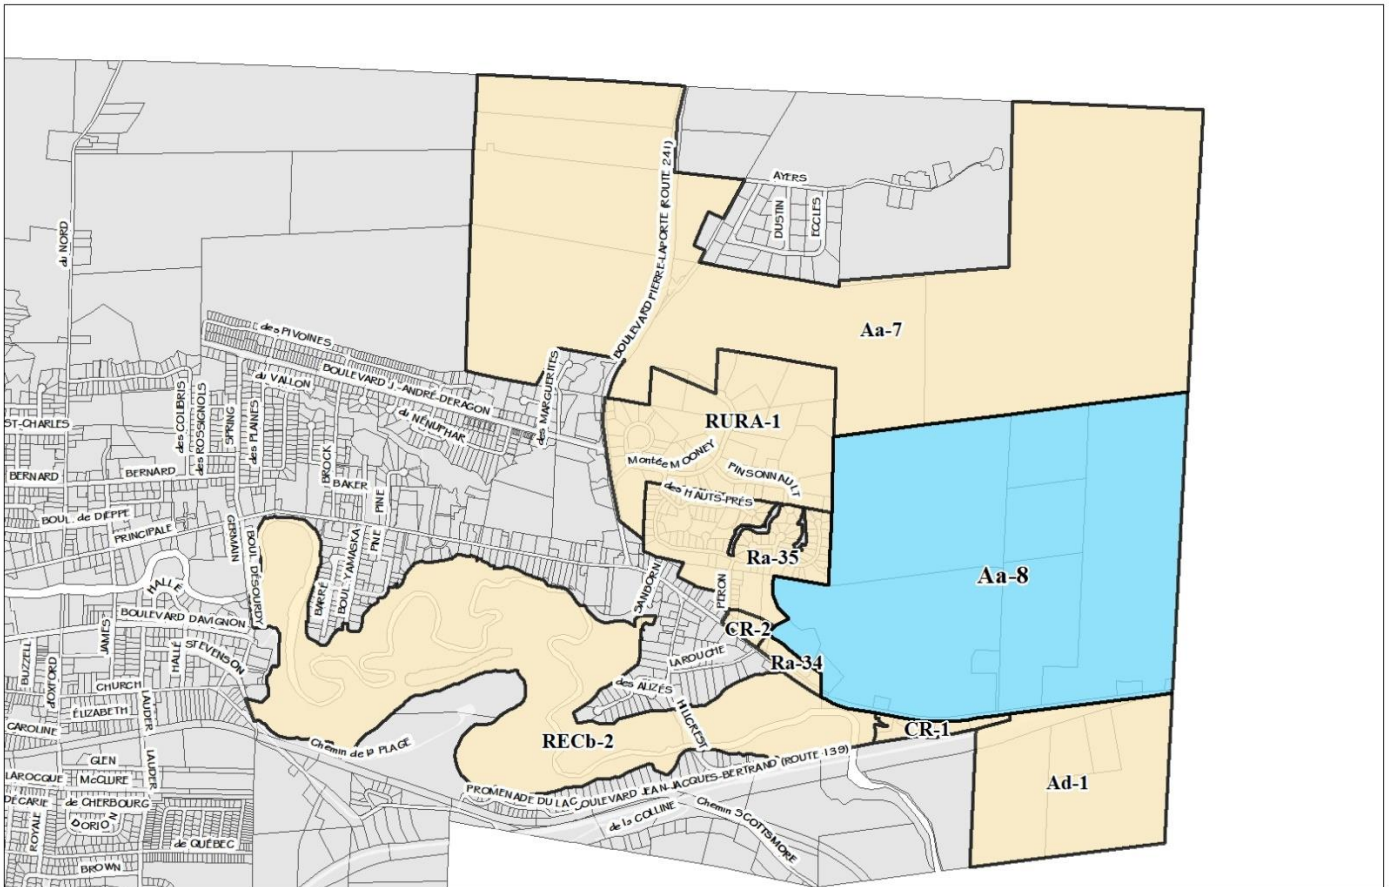 BOULEVARD PIERRE-LAPORTE (ROUTE 241)
AYERS
DUSTIN
ECCLES
du NORD
des PIVOINES
Aa-7
BOULEVARD J.-ANDRÉ-DERAGON
du VALLON
des MARGUERITES
des COLIBRIS
des ROSSIGNOLS
SPRING
des PLAINES
du NÉNUPHAR
ST-CHARLES
RURA-1
BROCK
Montée MOONEY
PINSONNAULT
BERNARD
BERNARD
BAKER
PINE
des HAUTS-PRÉS
BOUL. de DIEPPE
PRINCIPALE
GERMAIN
BOUL. DÉSOURDY
PINE
BOUL. YAMASKA
BARRÉ
Ra-35
Aa-8
HALLÉ
PERON
BOULEVARD DAVIGNON
CR-2
JAMES
HALLÉ
STEVENSON
LAROUCHE
Ra-34
BUZZELL
OXFORD
CHURCH
ÉLIZABETH
LAUDER
des ALIZÉS
HILLCREST
CAROLINE
CR-1
RECb-2
Chemin de la PLAGE
GLEN
LAUDER
LAROCQUE
McCLURE
BOULEVARD JEAN-JACQUES-BERTRAND (ROUTE 139)
PROMENADE DU LAC
Ad-1
DÉCARIE
de CHERBOURG
ROYALE
DORION
de la COLLINE
Chemin SCOTTSMORE
de QUÉBEC
BROWN